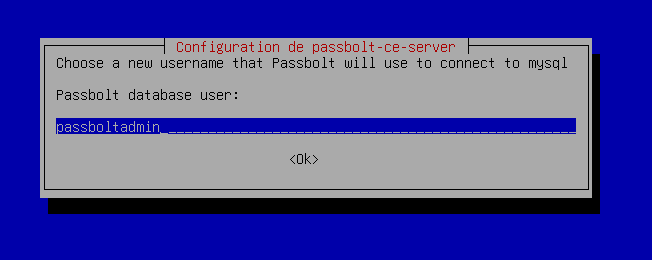 Configuration de passbolt-ce-server
Choose a new username that Passbolt will use to connect to mysql
Passbolt database user:
passboltadmin
<Ok>